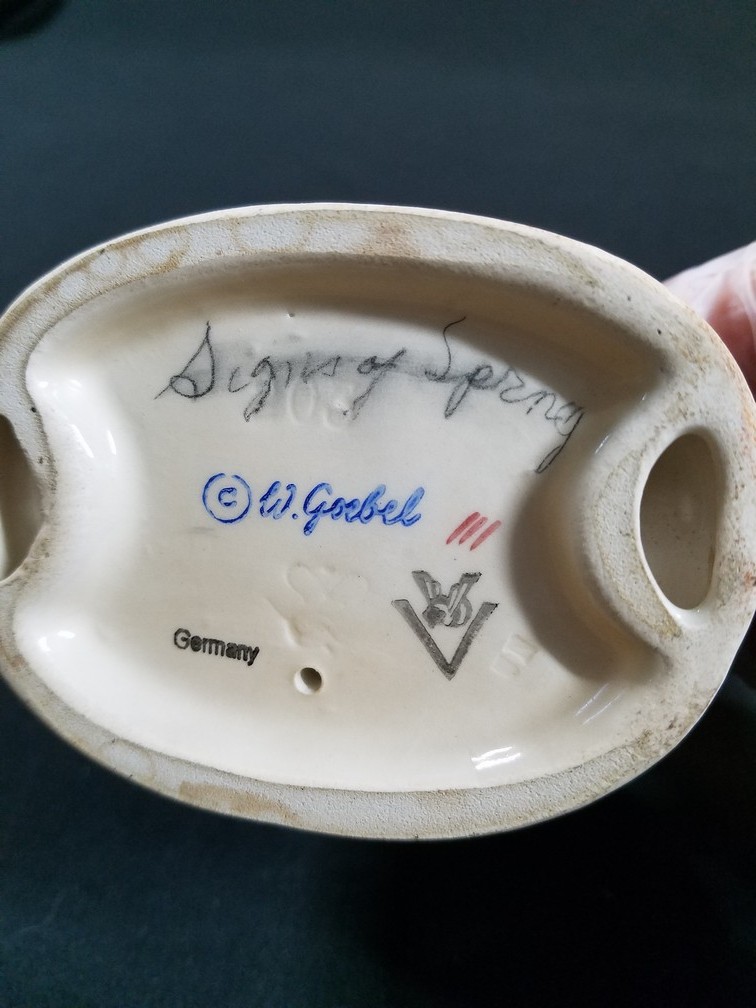 Signs of Spring
© W. Goebel
Germany